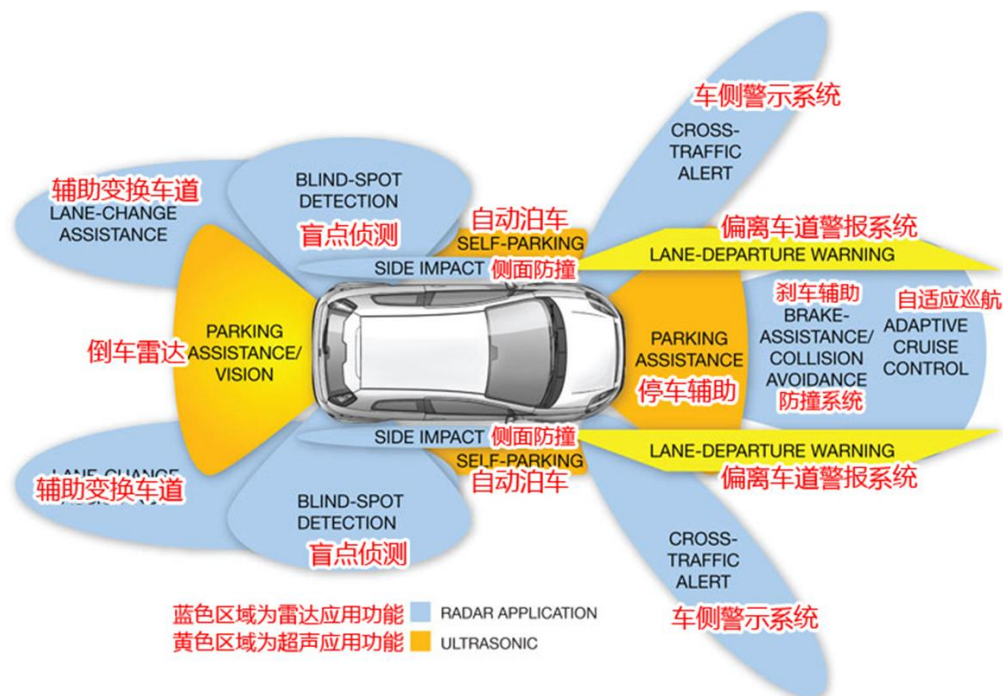 车侧警示系统
CROSS-
TRAFFIC
ALERT
辅助变换车道
LANE-CHANGE
ASSISTANCE
BLIND-SPOT
DETECTION
盲点侦测
自动泊车
SELF-PARKING
SIDE IMPACT 侧面防撞
偏离车道警报系统
LANE-DEPARTURE WARNING
倒车雷达
PARKING
ASSISTANCE/
VISION
PARKING
ASSISTANCE
停车辅助
刹车辅助
BRAKE-
ASSISTANCE/
COLLISION
AVOIDANCE
防撞系统
自适应巡航
ADAPTIVE
CRUISE
CONTROL
SIDE IMPACT 侧面防撞
SELF-PARKING
自动泊车
LANE-DEPARTURE WARNING
偏离车道警报系统
LANE-CHANGE
辅助变换车道
BLIND-SPOT
DETECTION
盲点侦测
CROSS-
TRAFFIC
ALERT
车侧警示系统
蓝色区域为雷达应用功能 RADAR APPLICATION
黄色区域为超声应用功能 ULTRASONIC